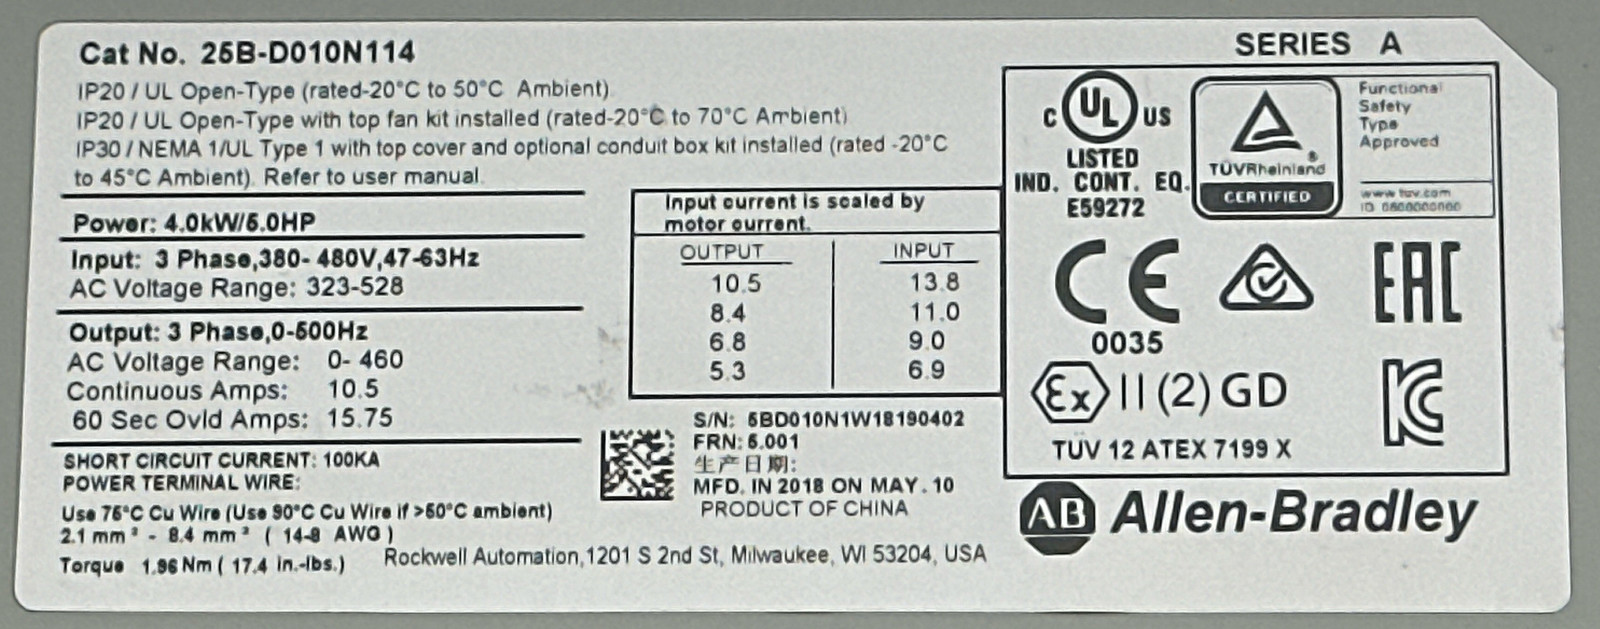 Cat No. 25B-D010N114
SERIES A
IP20 / UL Open-Type (rated-20°C to 50°C Ambient)
IP20 / UL Open-Type with top fan kit installed (rated-20°C to 70°C Ambient)
IP30 / NEMA 1/UL Type 1 with top cover and optional conduit box kit installed (rated -20°C
to 45°C Ambient). Refer to user manual.
Power: 4.0kW/5.0HP
Input: 3 Phase,380- 480V,47-63Hz
AC Voltage Range: 323-528
Output: 3 Phase,0-500Hz
AC Voltage Range: 0- 460
Continuous Amps: 10.5
60 Sec Ovld Amps: 15.75
SHORT CIRCUIT CURRENT: 100KA
POWER TERMINAL WIRE:
Use 75°C Cu Wire (Use 90°C Cu Wire if >50°C ambient)
2.1 mm² - 8.4 mm² ( 14-8 AWG )
Torque 1.96 Nm ( 17.4 in.-lbs.)
Input current is scaled by
motor current.
OUTPUT INPUT
10.5 13.8
8.4 11.0
6.8 9.0
5.3 6.9
S/N: 5BD010N1W18190402
FRN: 5.001
生产日期:
MFD. IN 2018 ON MAY. 10
PRODUCT OF CHINA
Rockwell Automation,1201 S 2nd St, Milwaukee, WI 53204, USA
C UL US
LISTED
IND. CONT. EQ.
E59272
TÜVRheinland
CERTIFIED
Functional
Safety
Type
Approved
www.tuv.com
ID 0600000000
CE
0035
EAC
Ex II (2) GD
KC
TÜV 12 ATEX 7199 X
AB Allen-Bradley